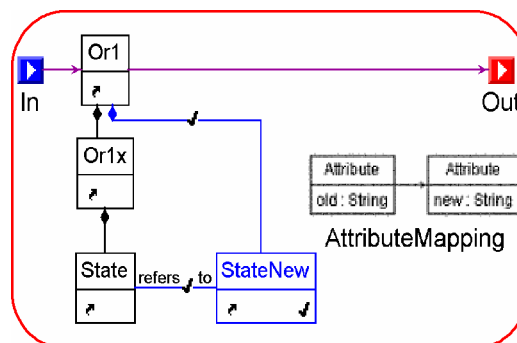 Or1
In
Out
Or1x
Attribute
Attribute
old : String
new : String
AttributeMapping
State
refers to
StateNew